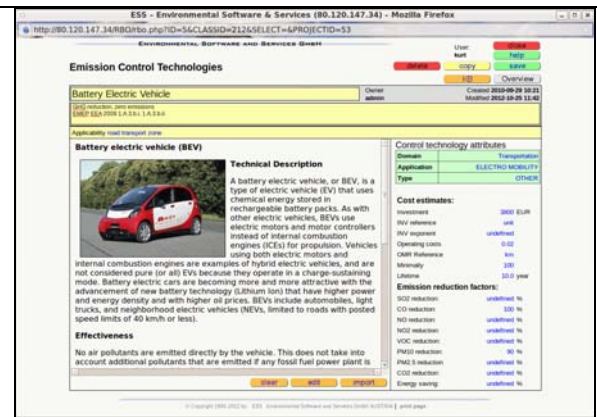 ESS - Environmental Software & Services (80.120.147.34) - Mozilla Firefox
http://80.120.147.34/RBO/rbo.php?ID=5&CLASSID=212&SELECT=&PROJECTID=53
ENVIRONMENTAL SOFTWARE AND SERVICES GMBH
User: kurt
close
help
Emission Control Technologies
delete
copy
save
KB
Overview
Battery Electric Vehicle
Owner
admin
Created 2010-09-28 10:21
Modified 2012-10-25 11:42
GHG reduction, zero emissions
EMEP EEA 2009 1.A.3.b.i, 1.A.3.b.ii
Applicability road transport zone
Battery electric vehicle (BEV)
Technical Description
A battery electric vehicle, or BEV, is a
type of electric vehicle (EV) that uses
chemical energy stored in
rechargeable battery packs. As with
other electric vehicles, BEVs use
electric motors and motor controllers
instead of internal combustion
engines (ICEs) for propulsion. Vehicles
using both electric motors and
internal combustion engines are examples of hybrid electric vehicles, and are
not considered pure (or all) EVs because they operate in a charge-sustaining
mode. Battery electric cars are becoming more and more attractive with the
advancement of new battery technology (Lithium Ion) that have higher power
and energy density and with higher oil prices. BEVs include automobiles, light
trucks, and neighborhood electric vehicles (NEVs, limited to roads with posted
speed limits of 40 km/h or less).
Effectiveness
No air pollutants are emitted directly by the vehicle. This does not take into
account additional pollutants that are emitted if any fossil fuel power plant is
clear
edit
import
Control technology attributes
Domain Transportation
Application ELECTRO MOBILITY
Type OTHER
Cost estimates:
Investment 3800 EUR
INV reference unit
INV exponent undefined
Operating costs 0.02
OMR Reference km
Minimally 100
Lifetime 10.0 year
Emission reduction factors:
SO2 reduction: undefined %
CO reduction: 100 %
NO reduction: undefined %
NO2 reduction: undefined %
VOC reduction: undefined %
PM10 reduction: 90 %
PM2.5 reduction: undefined %
CO2 reduction: undefined %
Energy saving: undefined %
print page